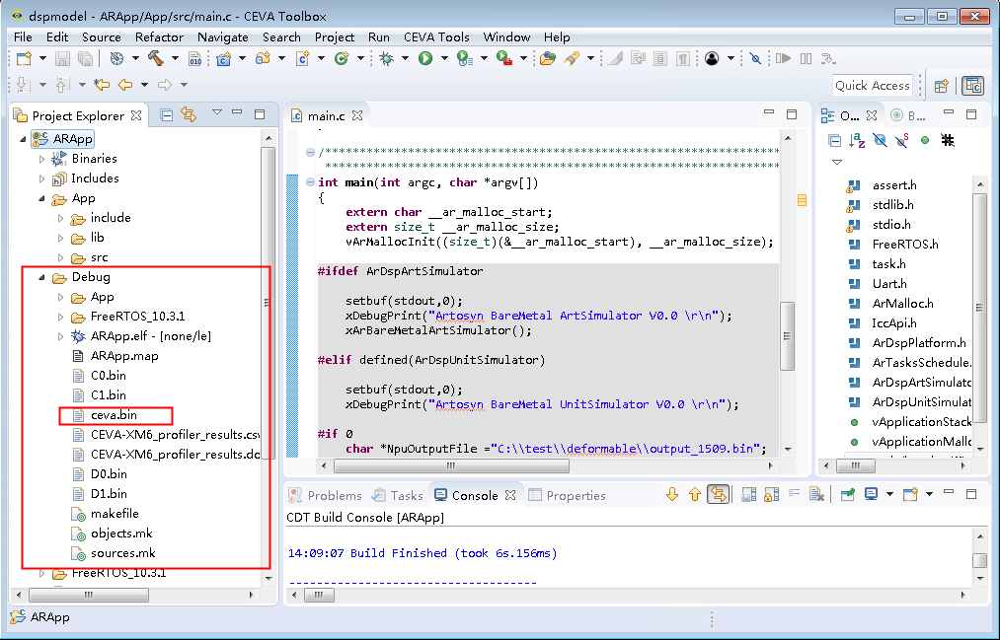 dspmodel - ARApp/App/src/main.c - CEVA Toolbox
File Edit Source Refactor Navigate Search Project Run CEVA Tools Window Help
Quick Access
Project Explorer
ARApp
Binaries
Includes
App
include
lib
src
Debug
App
FreeRTOS_10.3.1
ARApp.elf - [none/le]
ARApp.map
C0.bin
C1.bin
ceva.bin
CEVA-XM6_profiler_results.csv
CEVA-XM6_profiler_results.dc
D0.bin
D1.bin
makefile
objects.mk
sources.mk
FreeRTOS_10.3.1
main.c
int main(int argc, char *argv[])
{
extern char __ar_malloc_start;
extern size_t __ar_malloc_size;
vArMallocInit((size_t)(&__ar_malloc_start), __ar_malloc_size);
#ifdef ArDspArtSimulator
setbuf(stdout,0);
xDebugPrint("Artosyn BareMetal ArtSimulator V0.0 \r\n");
xArBareMetalArtSimulator();
#elif defined(ArDspUnitSimulator)
setbuf(stdout,0);
xDebugPrint("Artosyn BareMetal UnitSimulator V0.0 \r\n");
#if 0
char *NpuOutputFile ="C:\\test\\deformable\\output_1509.bin";
O... B...
assert.h
stdlib.h
stdio.h
FreeRTOS.h
task.h
Uart.h
ArMalloc.h
IccApi.h
ArDspPlatform.h
ArTasksSchedule.
ArDspArtSimulato
ArDspUnitSimulat
vApplicationStack
vApplicationMallo
Problems Tasks Console Properties
CDT Build Console [ARApp]
14:09:07 Build Finished (took 6s.156ms)
----------------------------------
ARApp